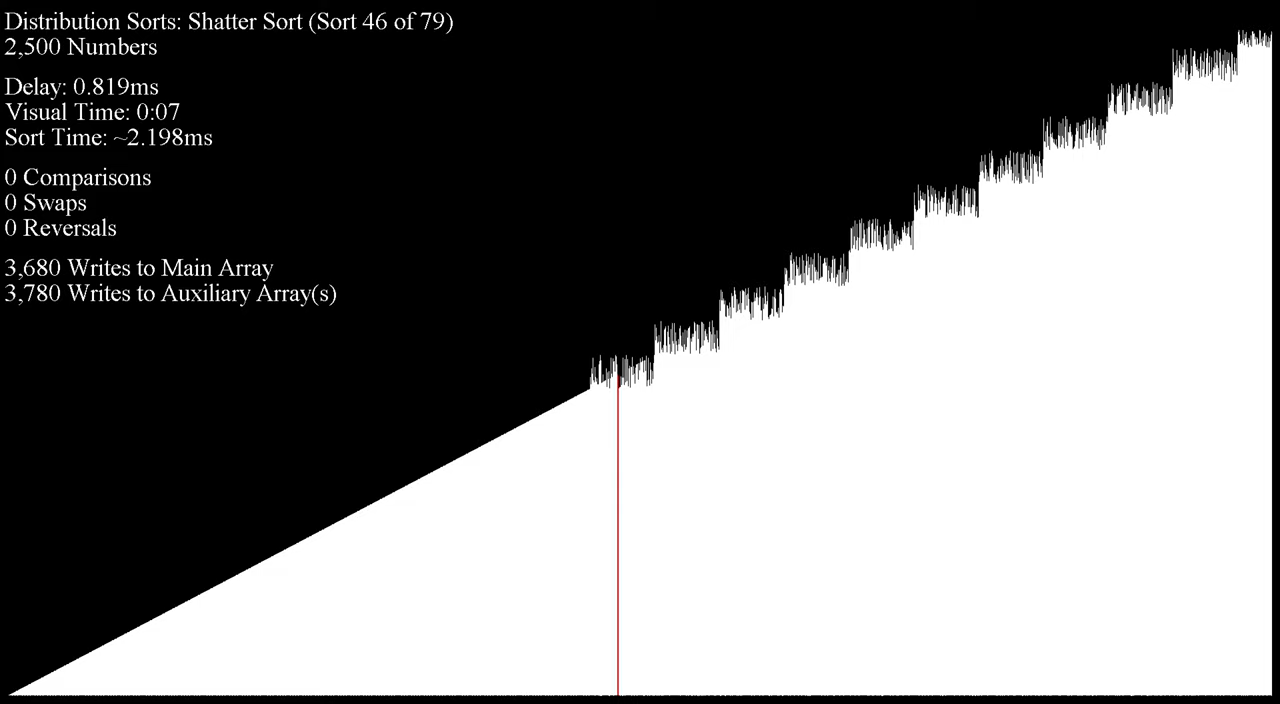 Distribution Sorts: Shatter Sort (Sort 46 of 79)
2,500 Numbers
Delay: 0.819ms
Visual Time: 0:07
Sort Time: ~2.198ms
0 Comparisons
0 Swaps
0 Reversals
3,680 Writes to Main Array
3,780 Writes to Auxiliary Array(s)